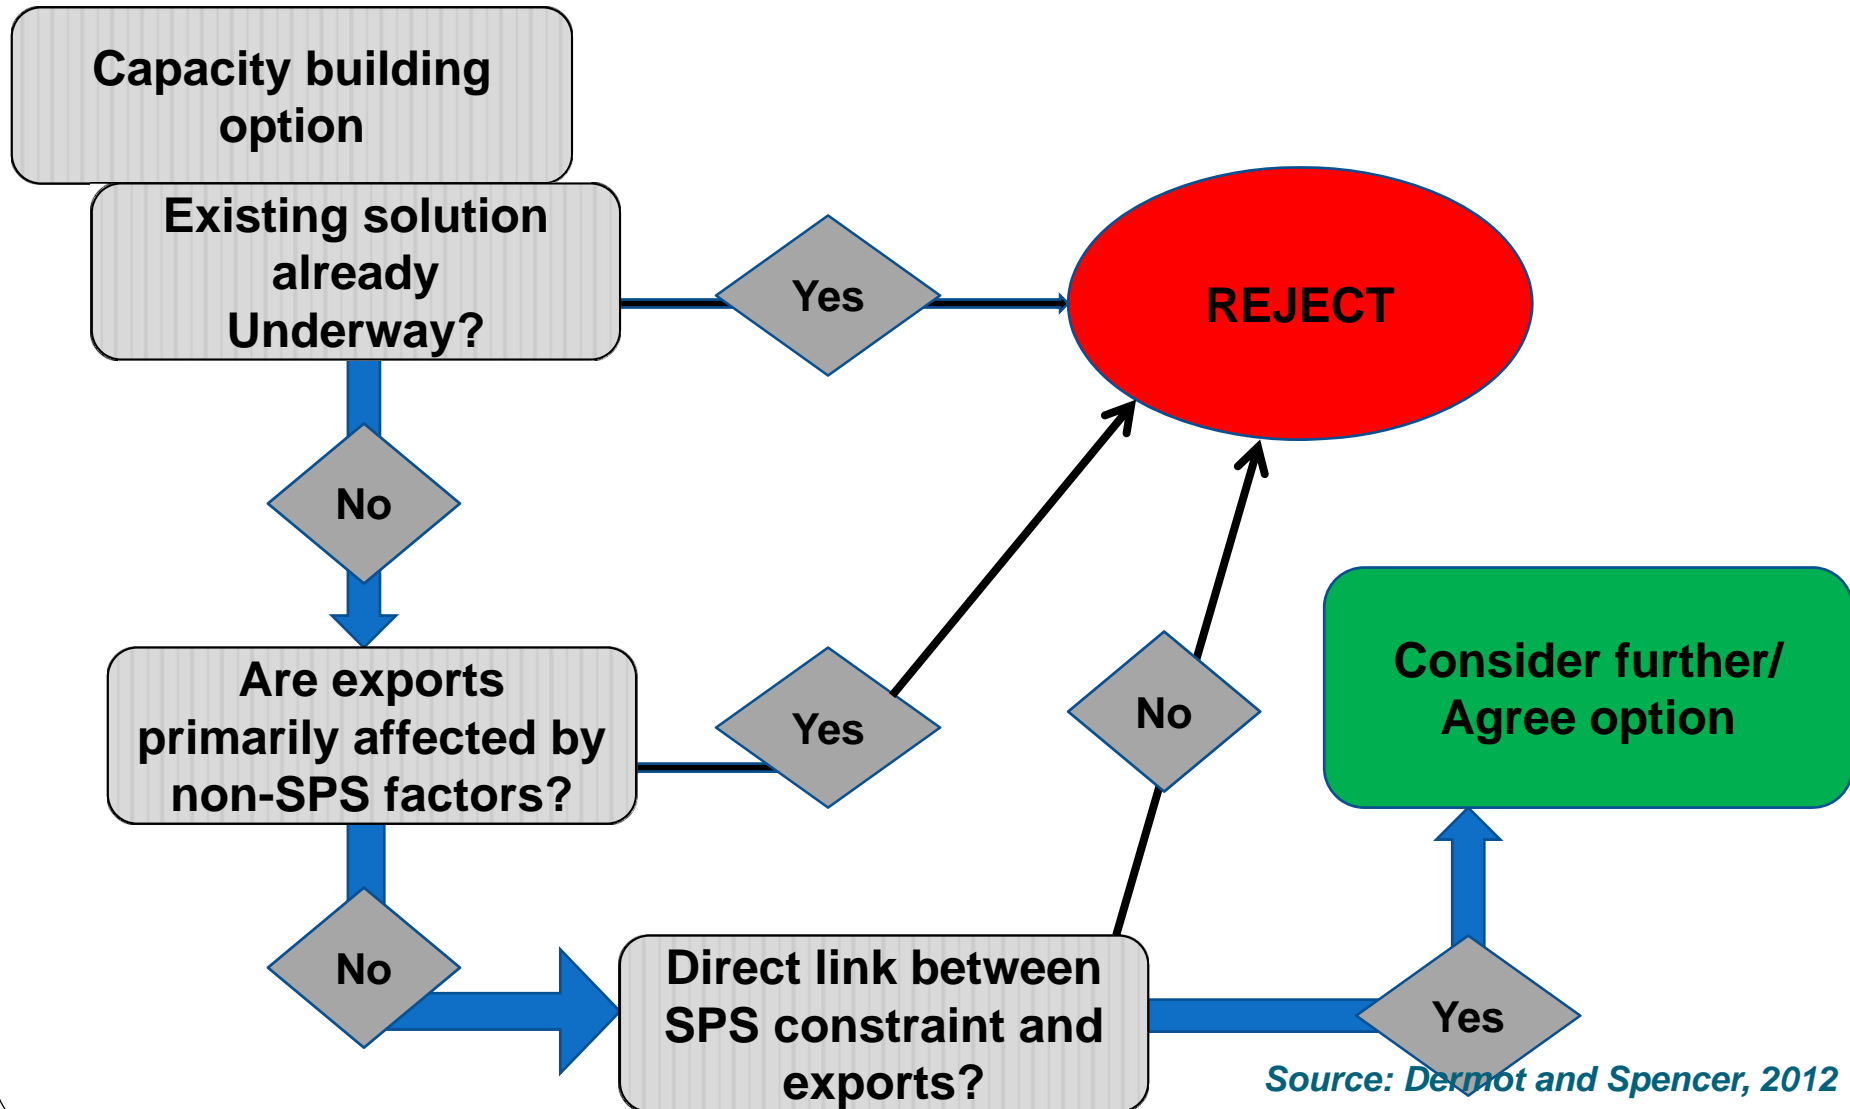 Capacity building
option
Existing solution
already
Underway?
Yes
REJECT
No
Are exports
primarily affected by
non-SPS factors?
Yes
No
Consider further/
Agree option
No
Direct link between
SPS constraint and
exports?
Yes
Source: Dermot and Spencer, 2012